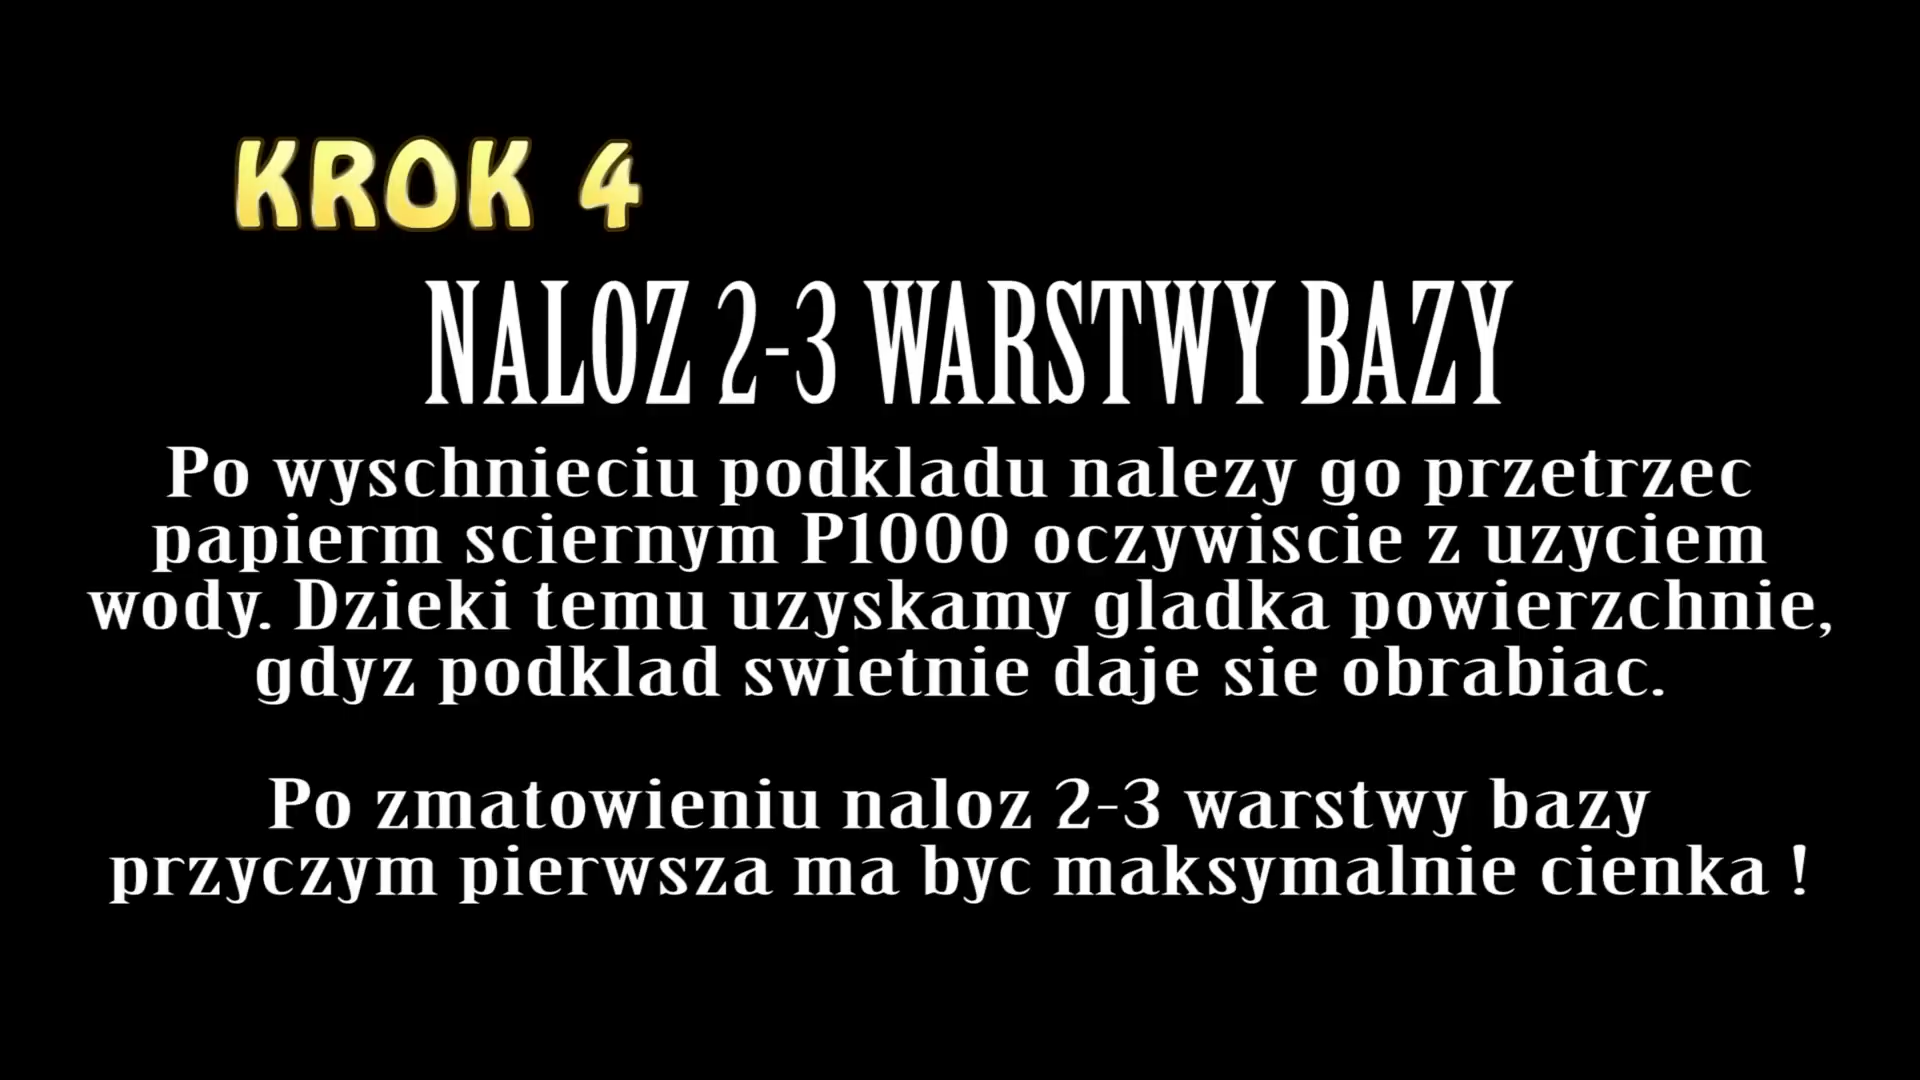 KROK 4
NALOZ 2-3 WARSTWY BAZY
Po wyschnieciu podkladu nalezy go przetrzec
papierm sciernym P1000 oczywiscie z uzyciem
wody. Dzieki temu uzyskamy gladka powierzchnie,
gdyz podklad swietnie daje sie obrabiac.
Po zmatowieniu naloz 2-3 warstwy bazy
przyczym pierwsza ma byc maksymalnie cienka !